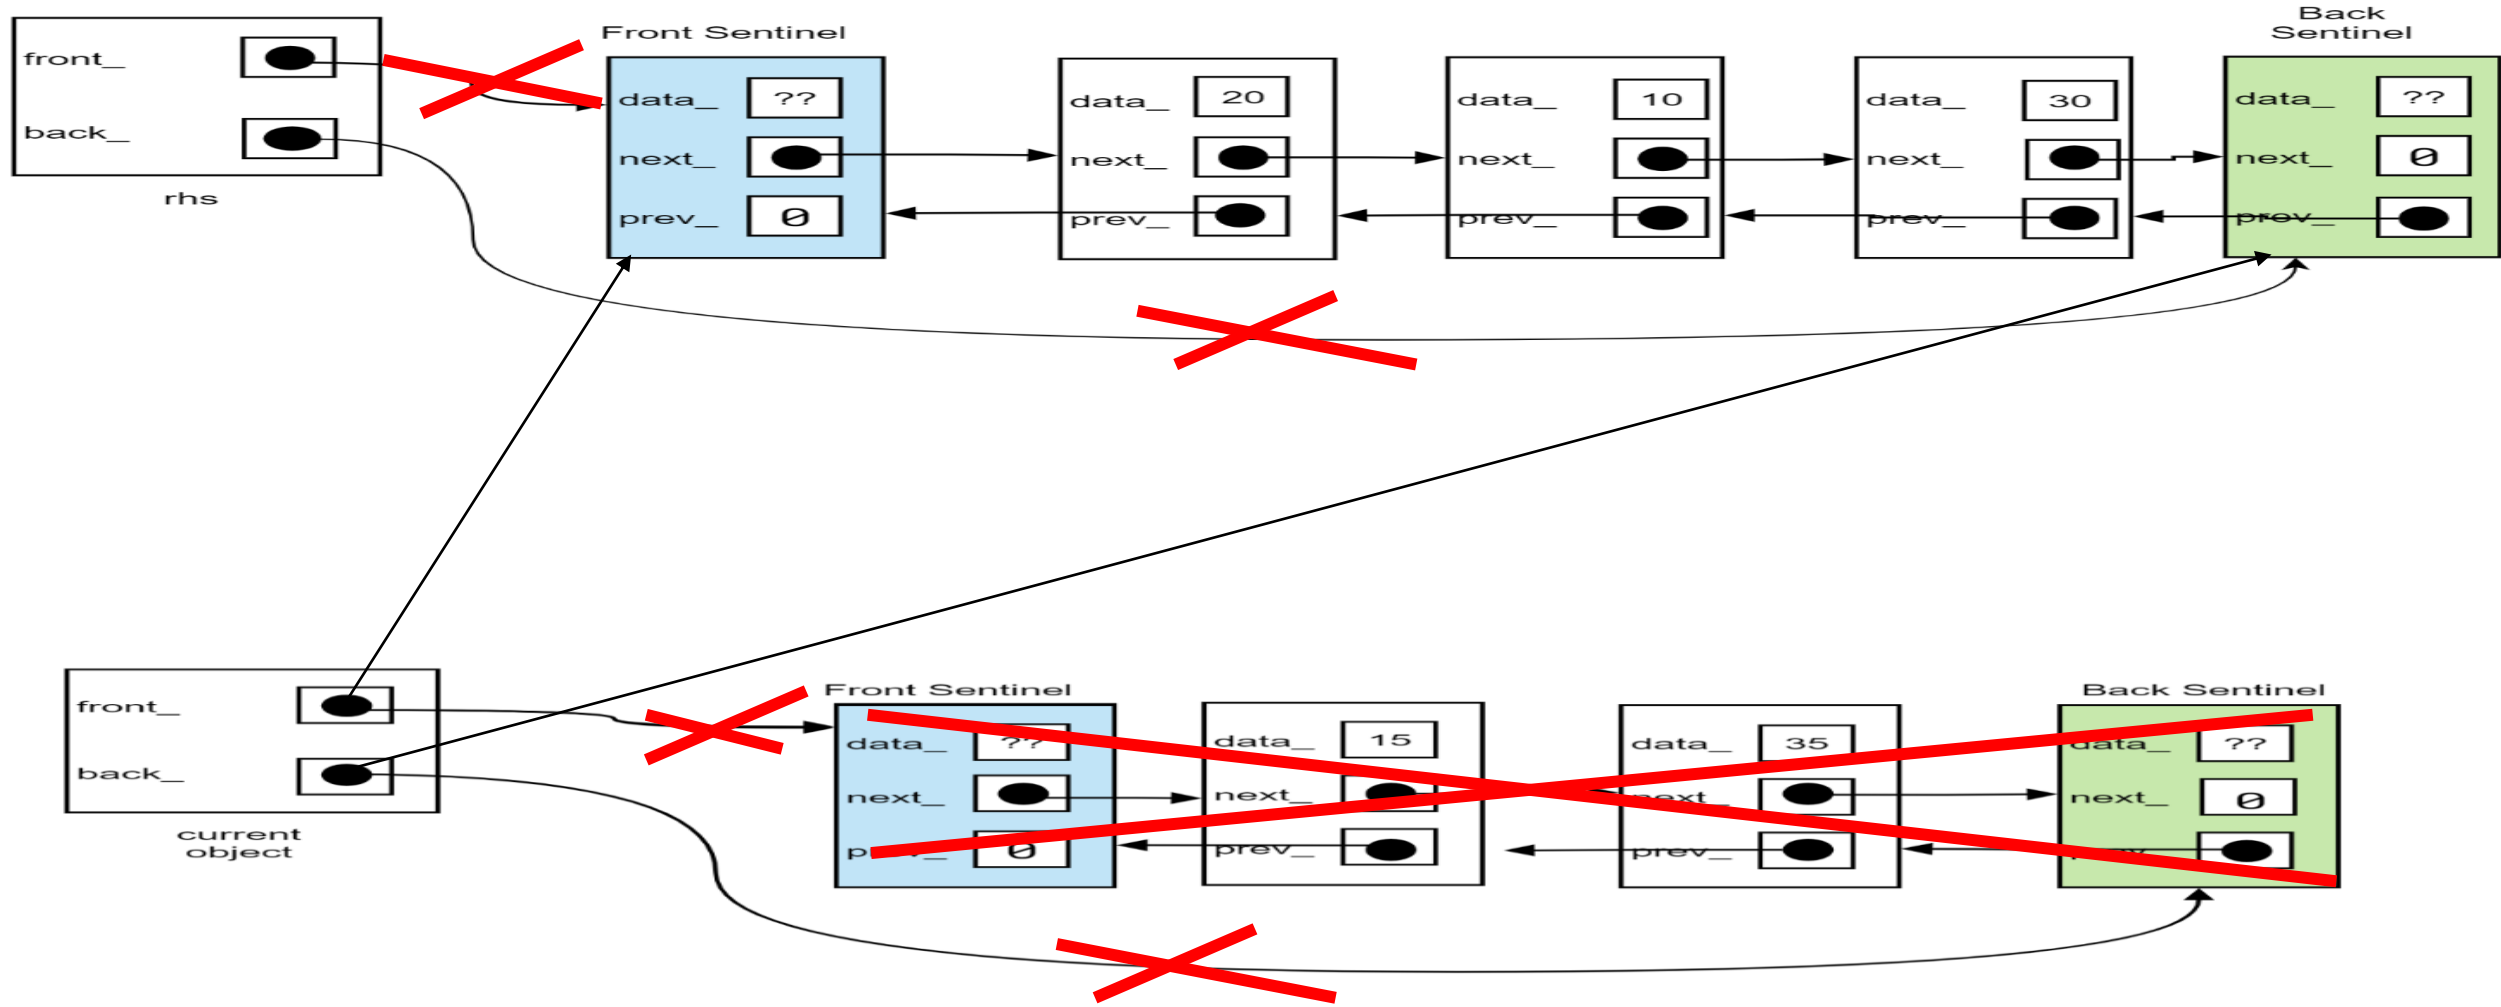 front_
back_
rhs
Front Sentinel
data_ ??
next_
prev_ 0
data_ 20
next_
prev_
data_ 10
next_
prev_
data_ 30
next_
prev_
Back
Sentinel
data_ ??
next_ 0
prev_
front_
back_
current
object
Front Sentinel
data_ ??
next_
prev_ 0
data_ 15
next_
prev_
data_ 35
next_
prev_
Back Sentinel
data_ ??
next_ 0
prev_